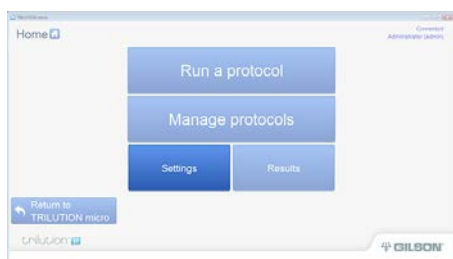 Home
Connected
Administrator (admin)
Run a protocol
Manage protocols
Settings
Results
Return to
TRILUTION micro
trilution
GILSON